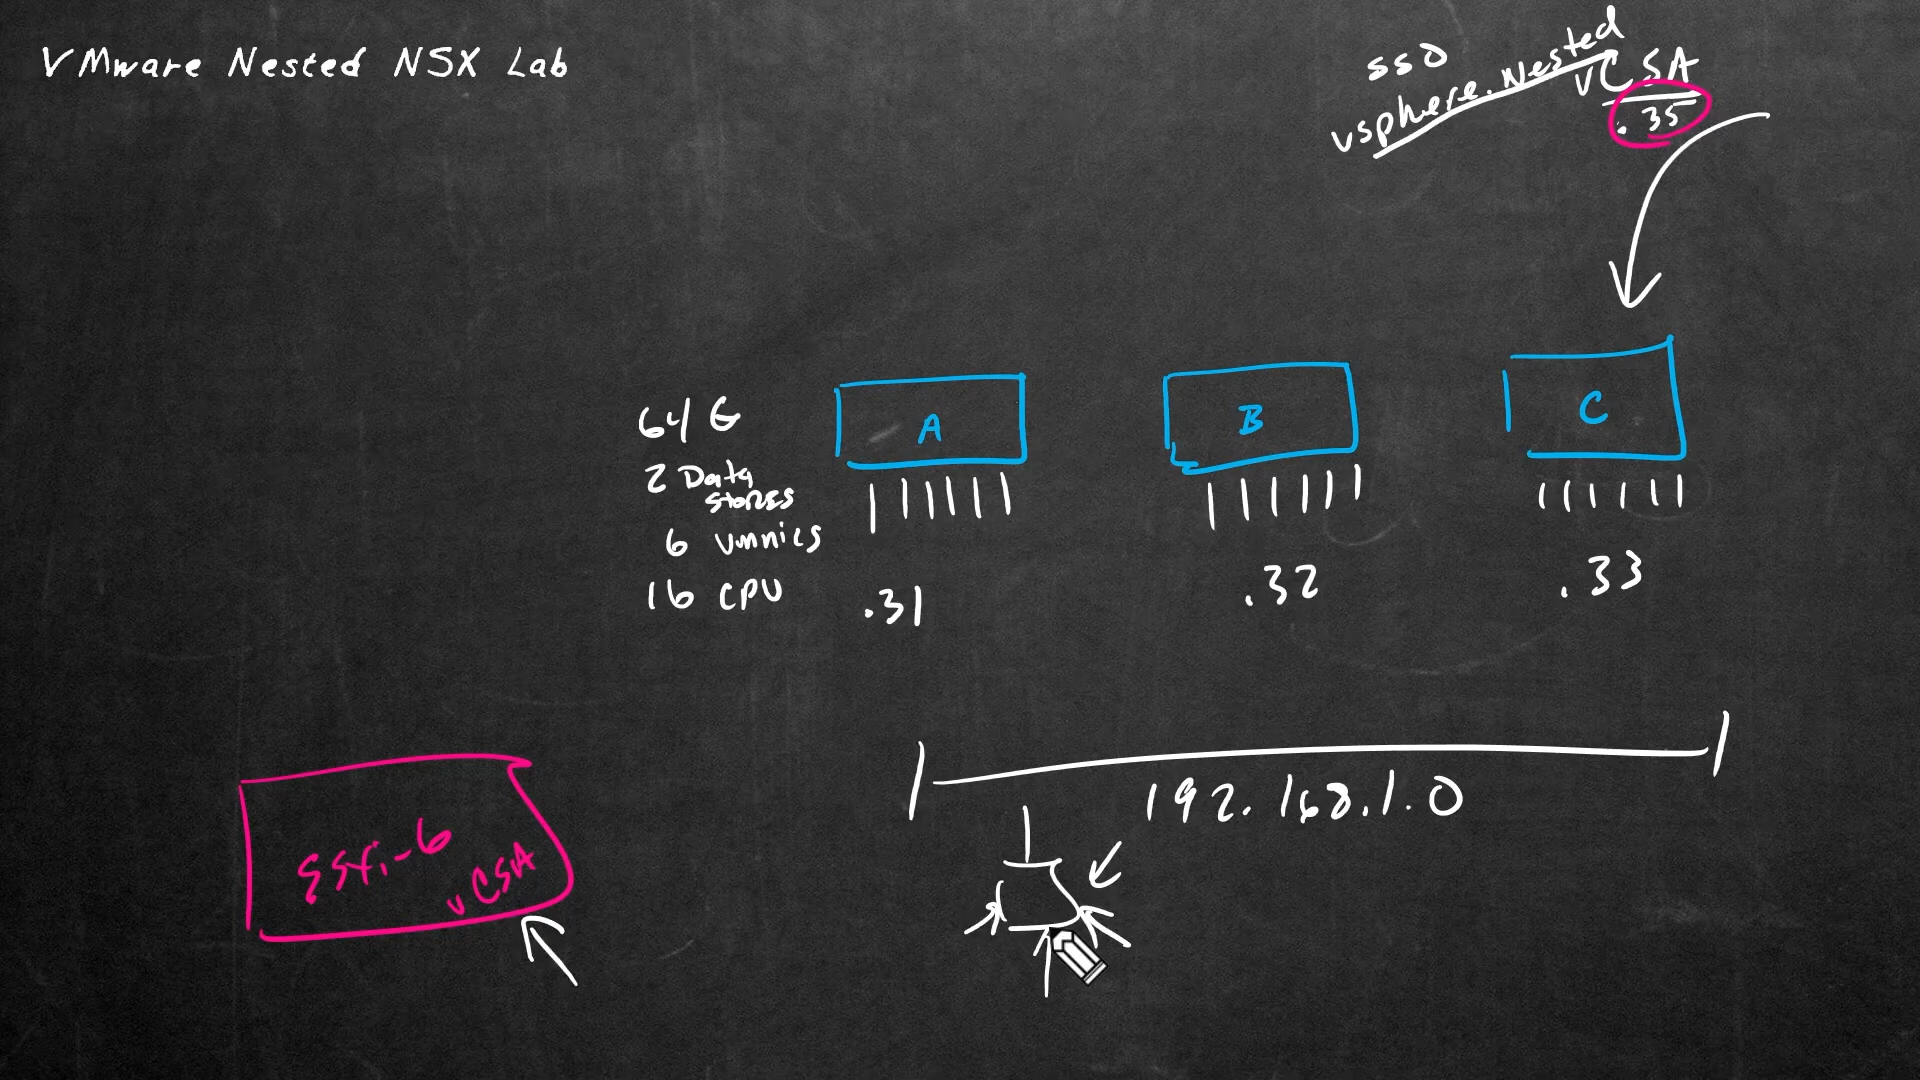 VMware Nested NSX Lab
SSO
vsphere.Nested
vCSA
.35
64 G
2 Data
stores
6 vmnics
16 CPU
A
B
C
.31
.32
.33
192.168.1.0
ESXi-6
vCSA